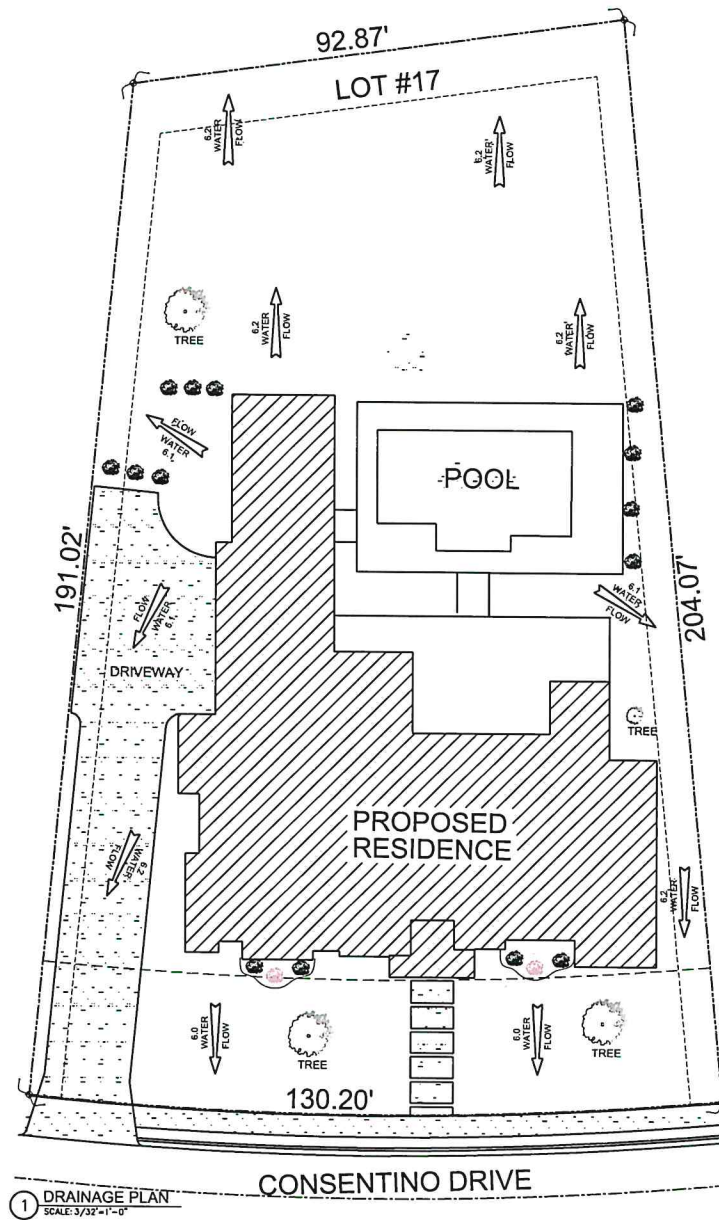 92.87'
LOT #17
6.2
WATER
FLOW
6.2
WATER
FLOW
TREE
6.2
WATER
FLOW
6.2
WATER
FLOW
FLOW
WATER
6.1
POOL
191.02'
204.07'
FLOW
WATER
6.1
6.1
WATER
FLOW
DRIVEWAY
TREE
PROPOSED
RESIDENCE
FLOW
WATER
6.2
6.2
WATER
FLOW
6.0
WATER
FLOW
TREE
6.0
WATER
FLOW
TREE
130.20'
CONSENTINO DRIVE
1 DRAINAGE PLAN
SCALE: 3/32"=1'-0"